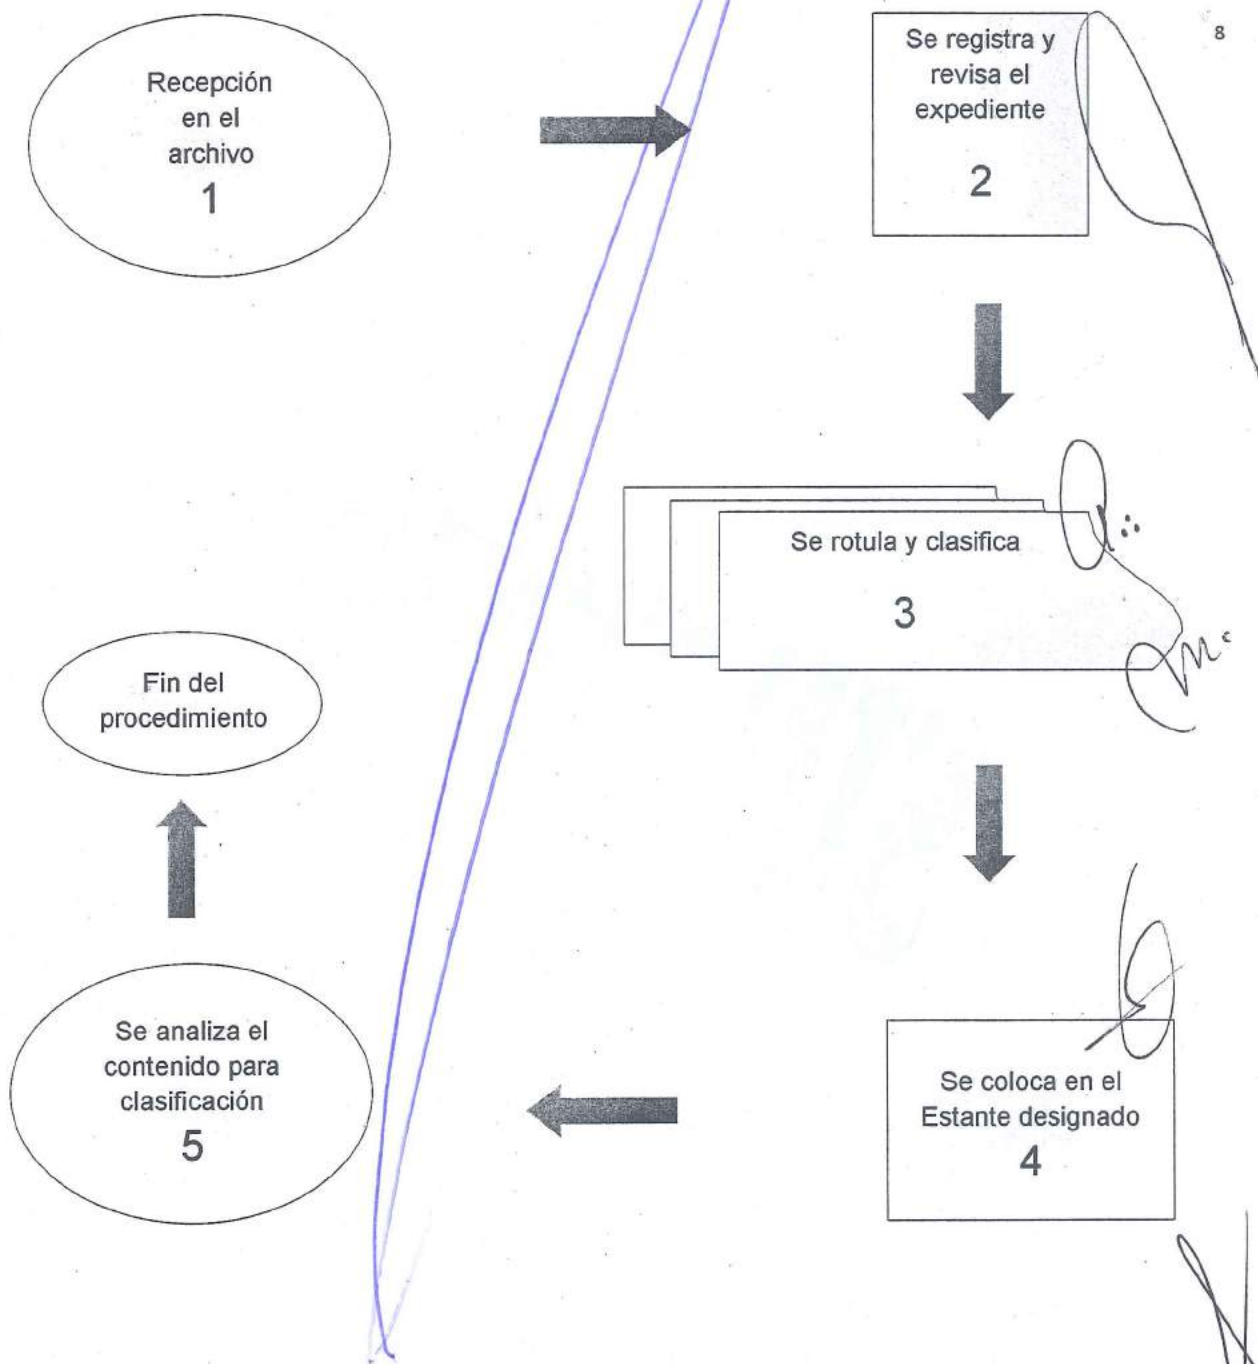 8
Recepción
en el
archivo
1
Se registra y
revisa el
expediente
2
Se rotula y clasifica
3
Se coloca en el
Estante designado
4
Se analiza el
contenido para
clasificación
5
Fin del
procedimiento